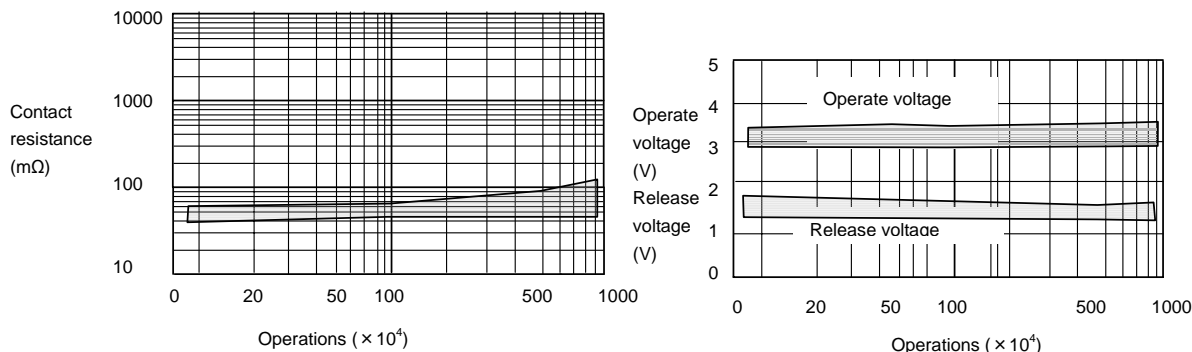 10000
1000
100
10
Contact
resistance
(mΩ)
0 20 50 100 500 1000
Operations (×10⁴)
5
4
3
2
1
0
Operate
voltage
(V)
Release
voltage
(V)
Operate voltage
Release voltage
0 20 50 100 500 1000
Operations (×10⁴)